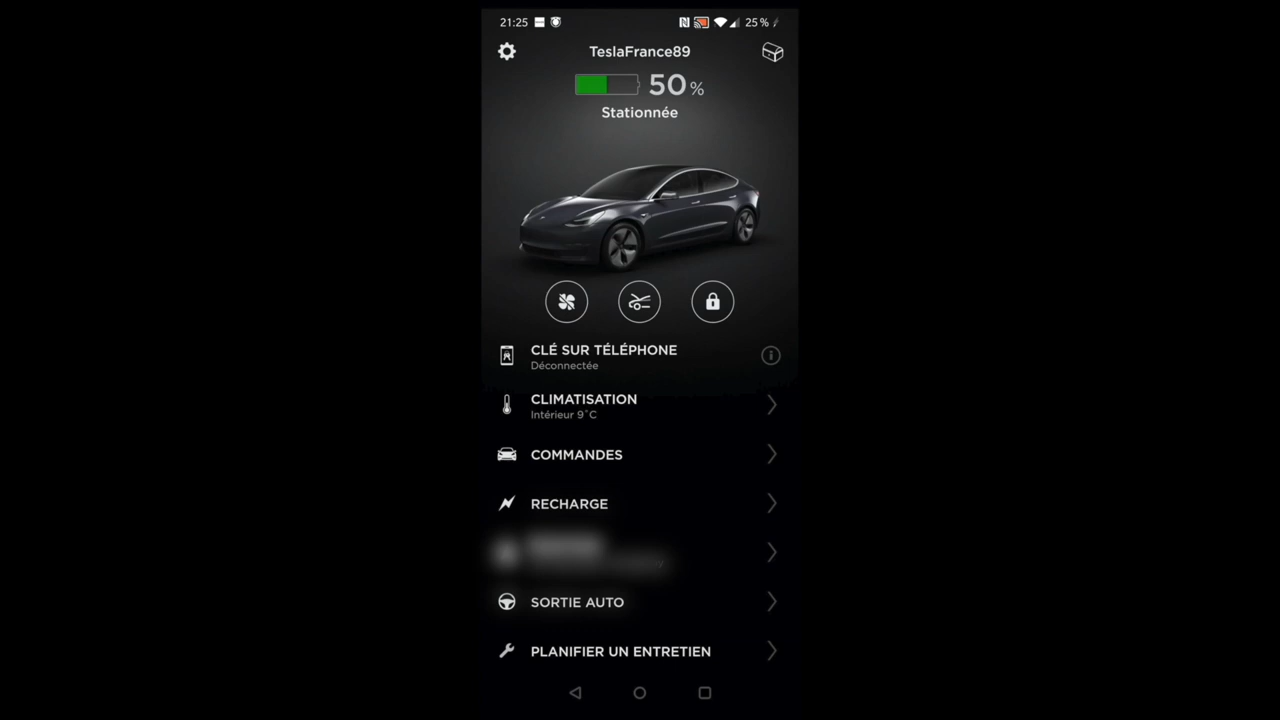 21:25 25 %
TeslaFrance89
50 %
Stationnée
CLÉ SUR TÉLÉPHONE
Déconnectée
CLIMATISATION
Intérieur 9°C
COMMANDES
RECHARGE
SORTIE AUTO
PLANIFIER UN ENTRETIEN